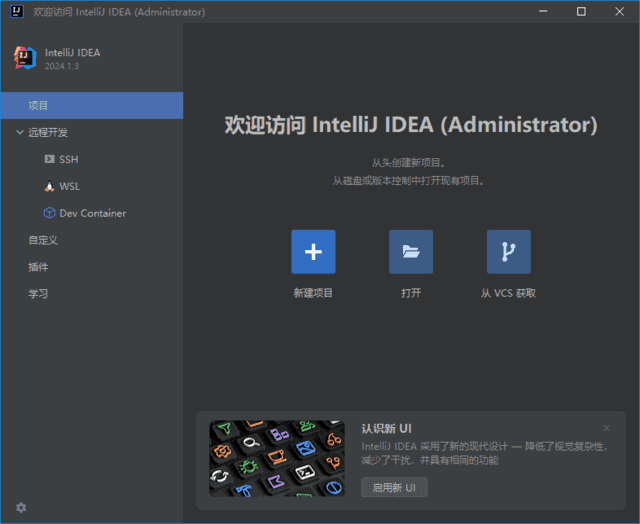 欢迎访问 IntelliJ IDEA (Administrator)
IntelliJ IDEA
2024.1.3
项目
远程开发
SSH
WSL
Dev Container
自定义
插件
学习
欢迎访问 IntelliJ IDEA (Administrator)
从头创建新项目。
从磁盘或版本控制中打开现有项目。
新建项目
打开
从 VCS 获取
认识新 UI
IntelliJ IDEA 采用了新的现代设计 — 降低了视觉复杂性，
减少了干扰，并具有相同的功能
启用新 UI